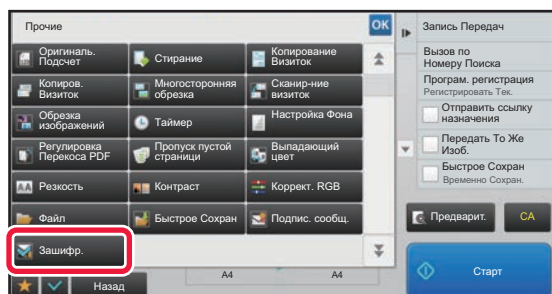 Прочие
OK
Запись Передач
Оригиналь.
Подсчет
Стирание
Копирование
Визиток
Вызов по
Номеру Поиска
Копиров.
Визиток
Многосторонняя
обрезка
Сканир-ние
визиток
Програм. регистрация
Регистрировать Тек.
Обрезка
изображений
Таймер
Настройка Фона
Отправить ссылку
назначения
Регулировка
Перекоса PDF
Пропуск пустой
страници
Выпадающий
цвет
Передать То Же
Изоб.
Быстрое Сохран
Временно Сохран.
AA Резкость
Контраст
Коррект. RGB
Файл
Быстрое Сохран
Подпис. сообщ.
Предварит.
CA
Зашифр.
A4
A4
Назад
Старт